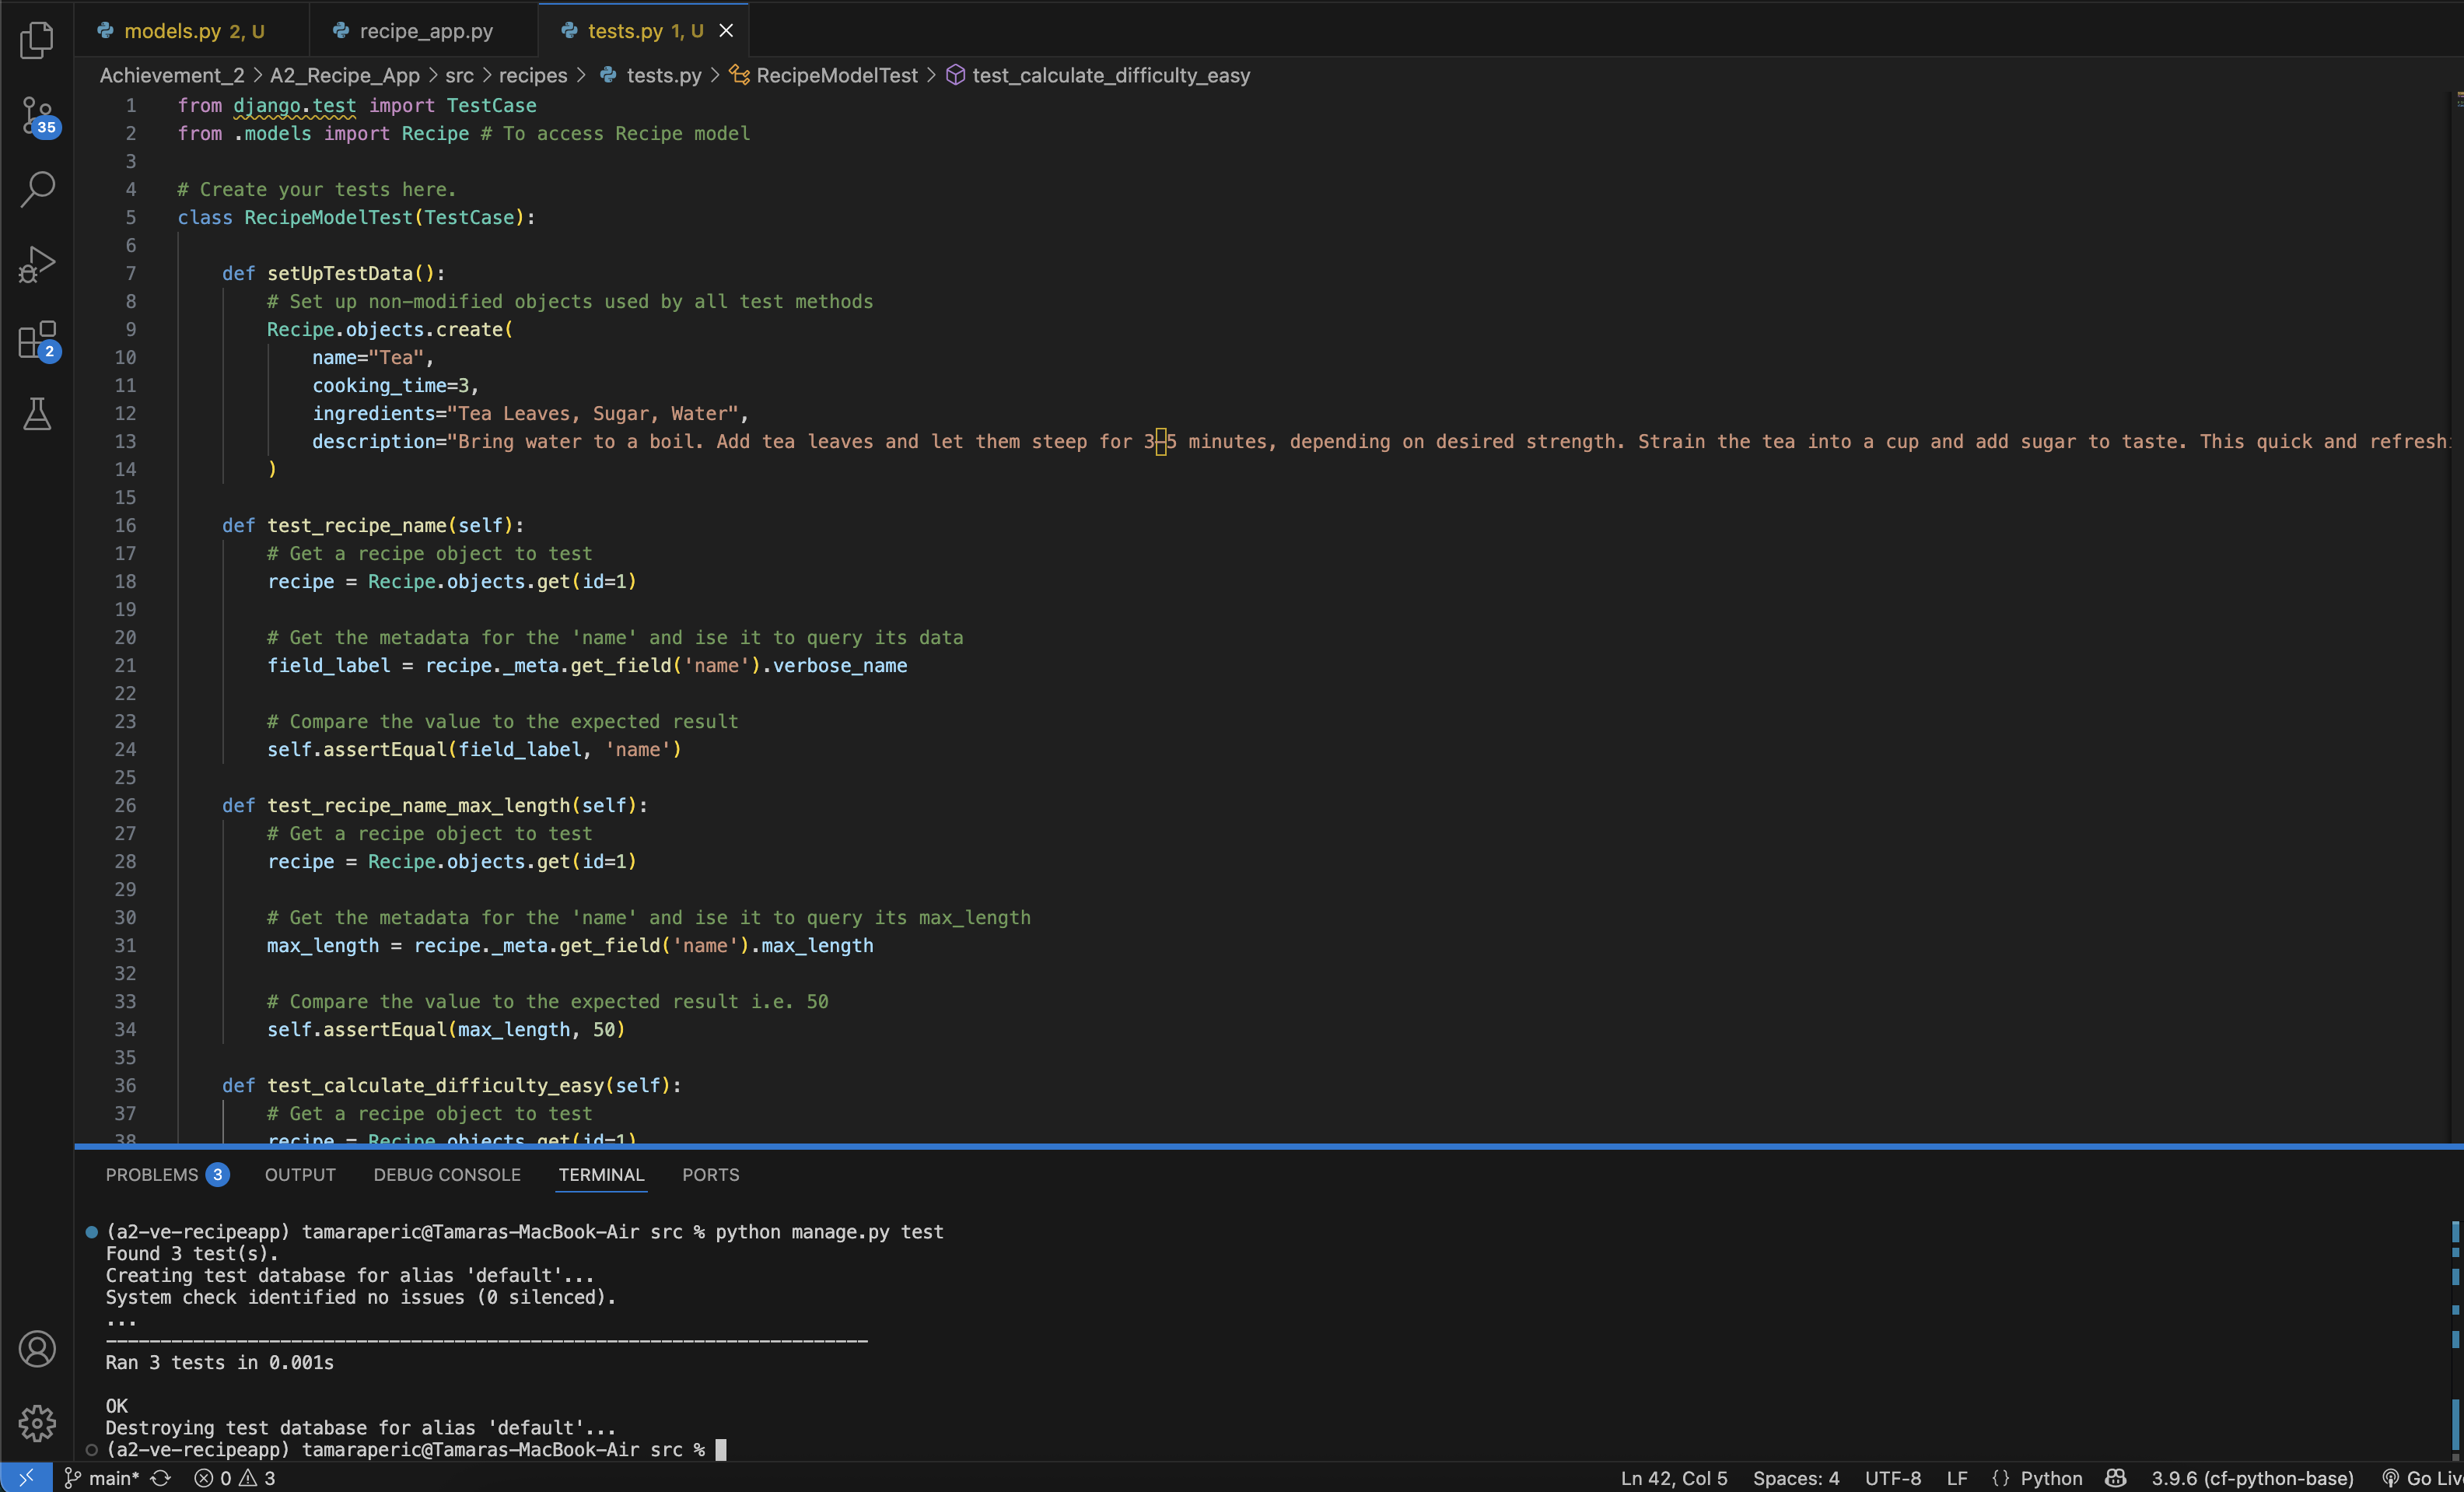 models.py 2, U
recipe_app.py
tests.py 1, U
Achievement_2 > A2_Recipe_App > src > recipes > tests.py > RecipeModelTest > test_calculate_difficulty_easy
35
2
1 from django.test import TestCase
2 from .models import Recipe # To access Recipe model
3
4 # Create your tests here.
5 class RecipeModelTest(TestCase):
6
7     def setUpTestData():
8         # Set up non-modified objects used by all test methods
9         Recipe.objects.create(
10             name="Tea",
11             cooking_time=3,
12             ingredients="Tea Leaves, Sugar, Water",
13             description="Bring water to a boil. Add tea leaves and let them steep for 3–5 minutes, depending on desired strength. Strain the tea into a cup and add sugar to taste. This quick and refreshi
14         )
15
16     def test_recipe_name(self):
17         # Get a recipe object to test
18         recipe = Recipe.objects.get(id=1)
19
20         # Get the metadata for the 'name' and ise it to query its data
21         field_label = recipe._meta.get_field('name').verbose_name
22
23         # Compare the value to the expected result
24         self.assertEqual(field_label, 'name')
25
26     def test_recipe_name_max_length(self):
27         # Get a recipe object to test
28         recipe = Recipe.objects.get(id=1)
29
30         # Get the metadata for the 'name' and ise it to query its max_length
31         max_length = recipe._meta.get_field('name').max_length
32
33         # Compare the value to the expected result i.e. 50
34         self.assertEqual(max_length, 50)
35
36     def test_calculate_difficulty_easy(self):
37         # Get a recipe object to test
38         recipe = Recipe.objects.get(id=1)
PROBLEMS 3 OUTPUT DEBUG CONSOLE TERMINAL PORTS
(a2-ve-recipeapp) tamaraperic@Tamaras-MacBook-Air src % python manage.py test
Found 3 test(s).
Creating test database for alias 'default'...
System check identified no issues (0 silenced).
...
----------------------------------------------------------------------
Ran 3 tests in 0.001s
OK
Destroying test database for alias 'default'...
(a2-ve-recipeapp) tamaraperic@Tamaras-MacBook-Air src %
main* 0 3 Ln 42, Col 5 Spaces: 4 UTF-8 LF {} Python 3.9.6 (cf-python-base) Go Liv